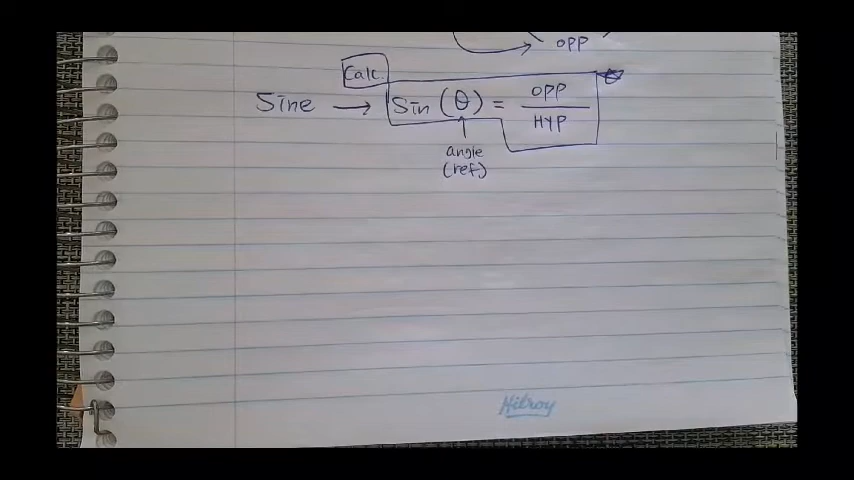 OPP
Calc.
Sine → Sin (θ) = OPP / HYP
angle
(ref)
Hilroy